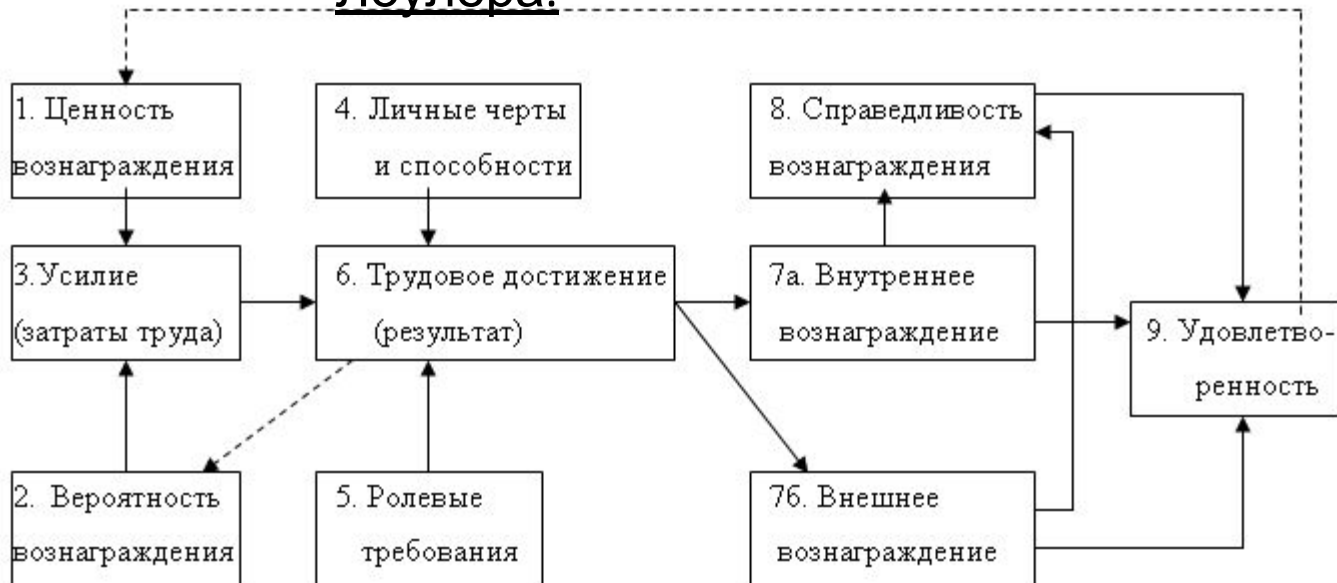 Лоулера.
1. Ценность
вознаграждения
4. Личные черты
и способности
8. Справедливость
вознаграждения
3.Усилие
(затраты труда)
6. Трудовое достижение
(результат)
7а. Внутреннее
вознаграждение
9. Удовлетво-
ренность
2. Вероятность
вознаграждения
5. Ролевые
требования
7б. Внешнее
вознаграждение